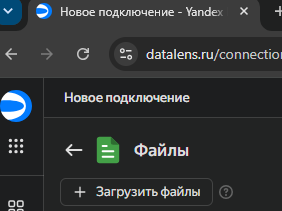 Новое подключение - Yandex
datalens.ru/connection
Новое подключение
Файлы
Загрузить файлы